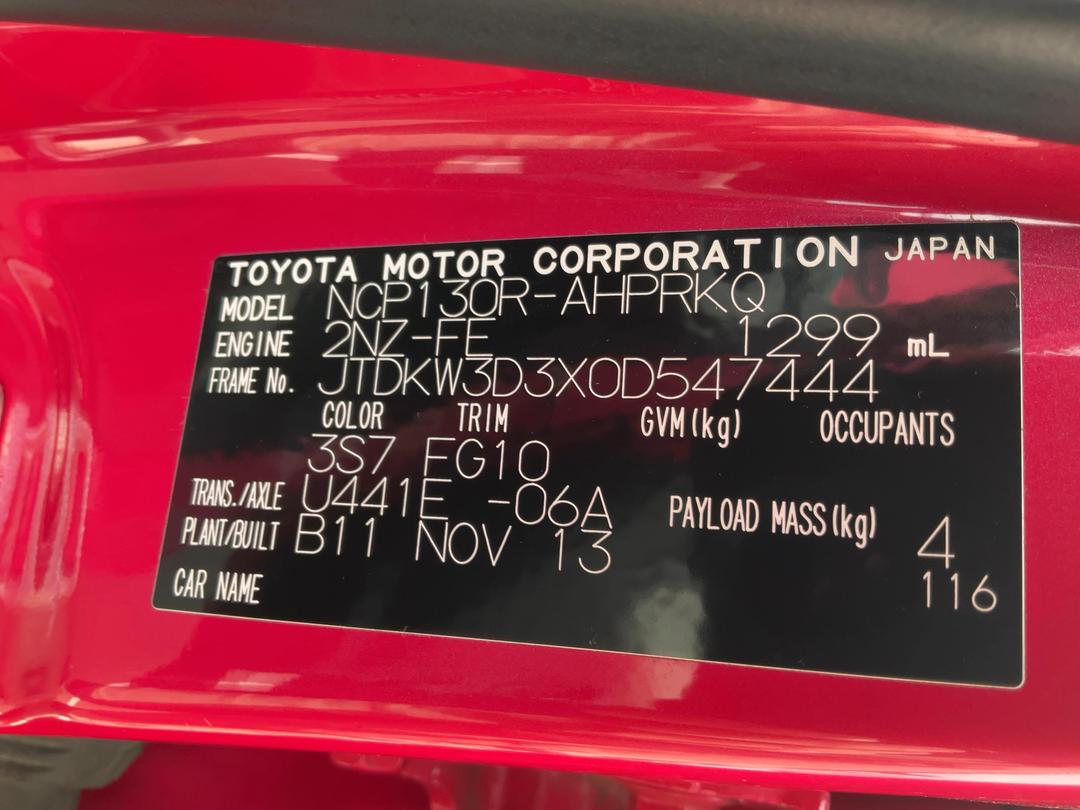 TOYOTA MOTOR CORPORATION JAPAN
MODEL NCP130R-AHPRKQ
ENGINE 2NZ-FE 1299 mL
FRAME No. JTDKW3D3X0D547444
COLOR TRIM GVM(kg) OCCUPANTS
3S7 FG10
TRANS./AXLE U441E -06A PAYLOAD MASS(kg) 4
PLANT/BUILT B11 NOV 13
CAR NAME 116